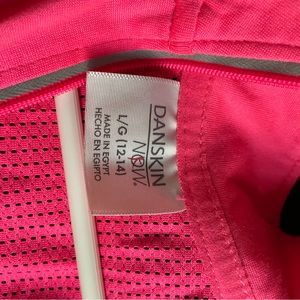 DANSKIN
NOW.
L/G (12-14)
MADE IN EGYPT
HECHO EN EGIPTO